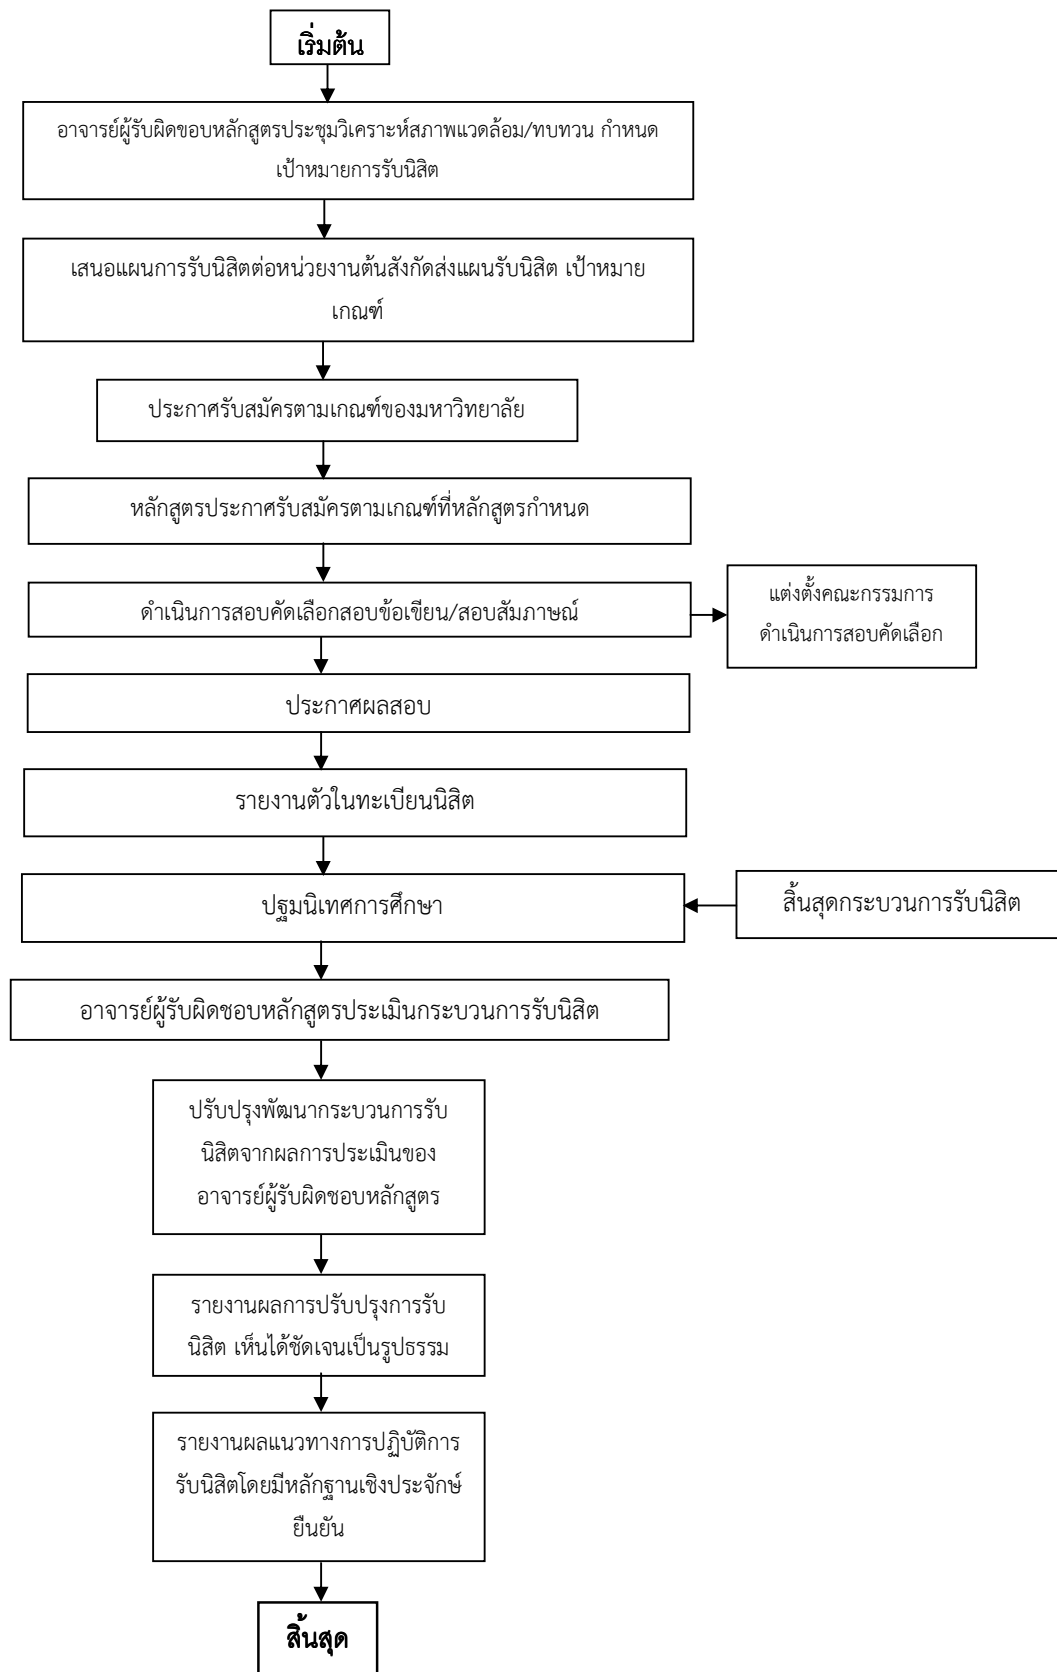 เริ่มต้น
อาจารย์ผู้รับผิดขอบหลักสูตรประชุมวิเคราะห์สภาพแวดล้อม/ทบทวน กำหนด
เป้าหมายการรับนิสิต
เสนอแผนการรับนิสิตต่อหน่วยงานต้นสังกัดส่งแผนรับนิสิต เป้าหมาย
เกณฑ์
ประกาศรับสมัครตามเกณฑ์ของมหาวิทยาลัย
หลักสูตรประกาศรับสมัครตามเกณฑ์ที่หลักสูตรกำหนด
ดำเนินการสอบคัดเลือกสอบข้อเขียน/สอบสัมภาษณ์
แต่งตั้งคณะกรรมการ
ดำเนินการสอบคัดเลือก
ประกาศผลสอบ
รายงานตัวในทะเบียนนิสิต
ปฐมนิเทศการศึกษา
สิ้นสุดกระบวนการรับนิสิต
อาจารย์ผู้รับผิดชอบหลักสูตรประเมินกระบวนการรับนิสิต
ปรับปรุงพัฒนากระบวนการรับ
นิสิตจากผลการประเมินของ
อาจารย์ผู้รับผิดชอบหลักสูตร
รายงานผลการปรับปรุงการรับ
นิสิต เห็นได้ชัดเจนเป็นรูปธรรม
รายงานผลแนวทางการปฏิบัติการ
รับนิสิตโดยมีหลักฐานเชิงประจักษ์
ยืนยัน
สิ้นสุด